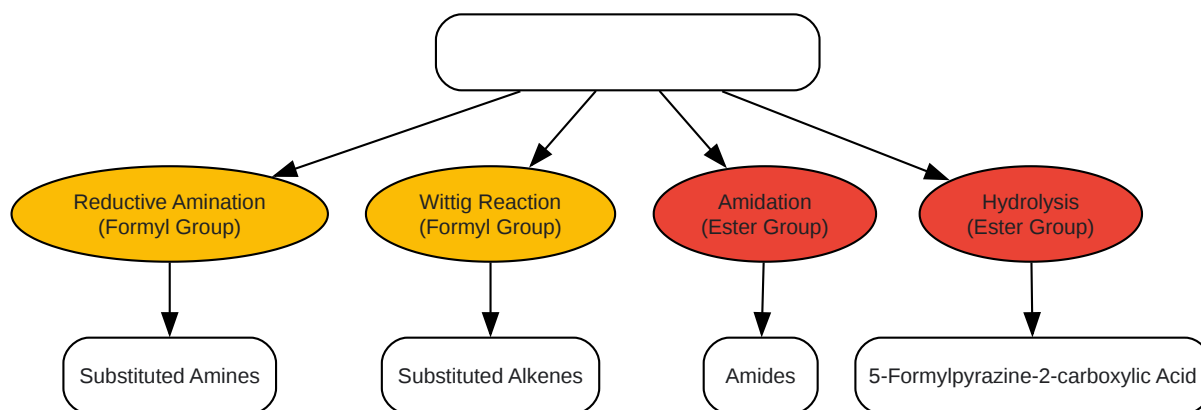 Reductive Amination
(Formyl Group)
Wittig Reaction
(Formyl Group)
Amidation
(Ester Group)
Hydrolysis
(Ester Group)
Substituted Amines
Substituted Alkenes
Amides
5-Formylpyrazine-2-carboxylic Acid